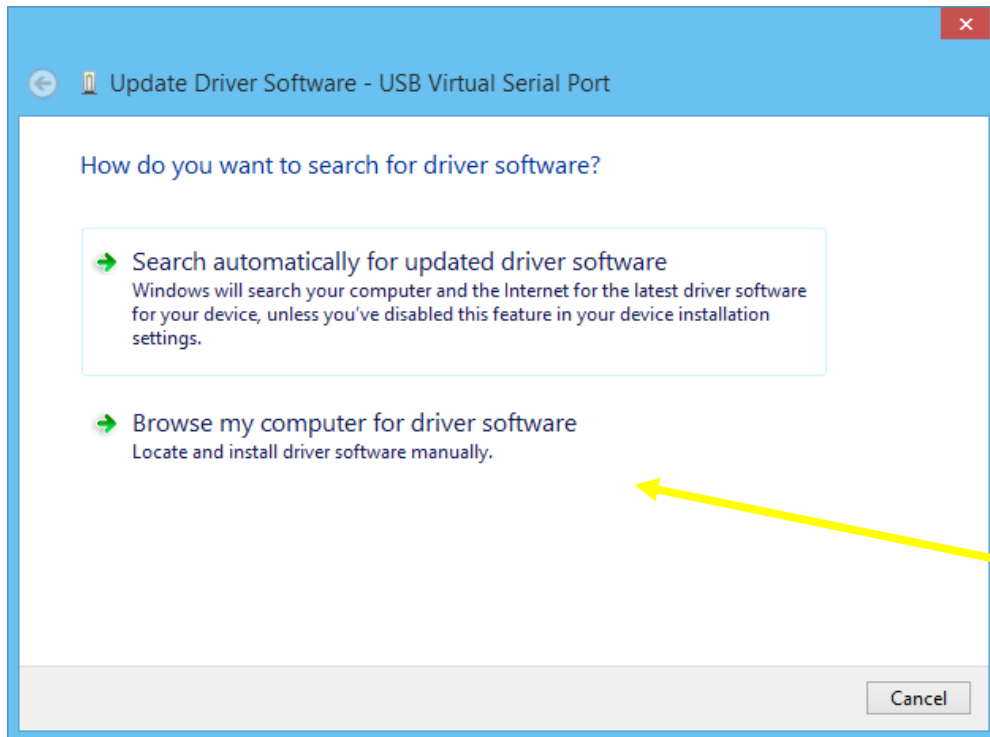 Update Driver Software - USB Virtual Serial Port
How do you want to search for driver software?
Search automatically for updated driver software
Windows will search your computer and the Internet for the latest driver software
for your device, unless you've disabled this feature in your device installation
settings.
Browse my computer for driver software
Locate and install driver software manually.
Cancel